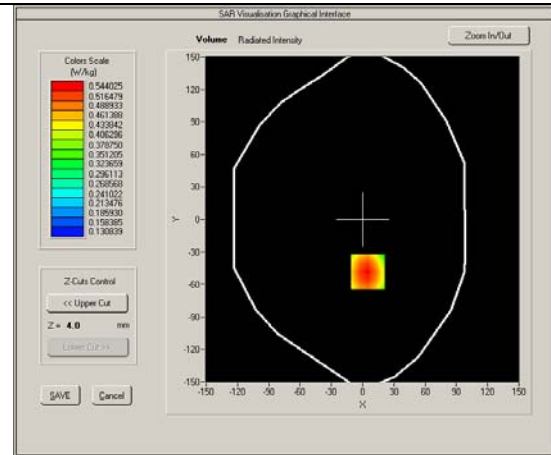 SAR Visualisation Graphical Interface
Volume Radiated Intensity
Zoom In/Out
Colors Scale
(W/kg)
0.544025
0.516479
0.488933
0.461388
0.433842
0.406296
0.378750
0.351205
0.323659
0.296113
0.268568
0.241022
0.213476
0.185930
0.158385
0.130839
Z-Cuts Control
<< Upper Cut
Z = 4.0 mm
Lower Cut >>
SAVE Cancel
150
120
90
60
30
0
-30
-60
-90
-120
-150
Y
-150 -120 -90 -60 -30 0 30 60 90 120 150
X